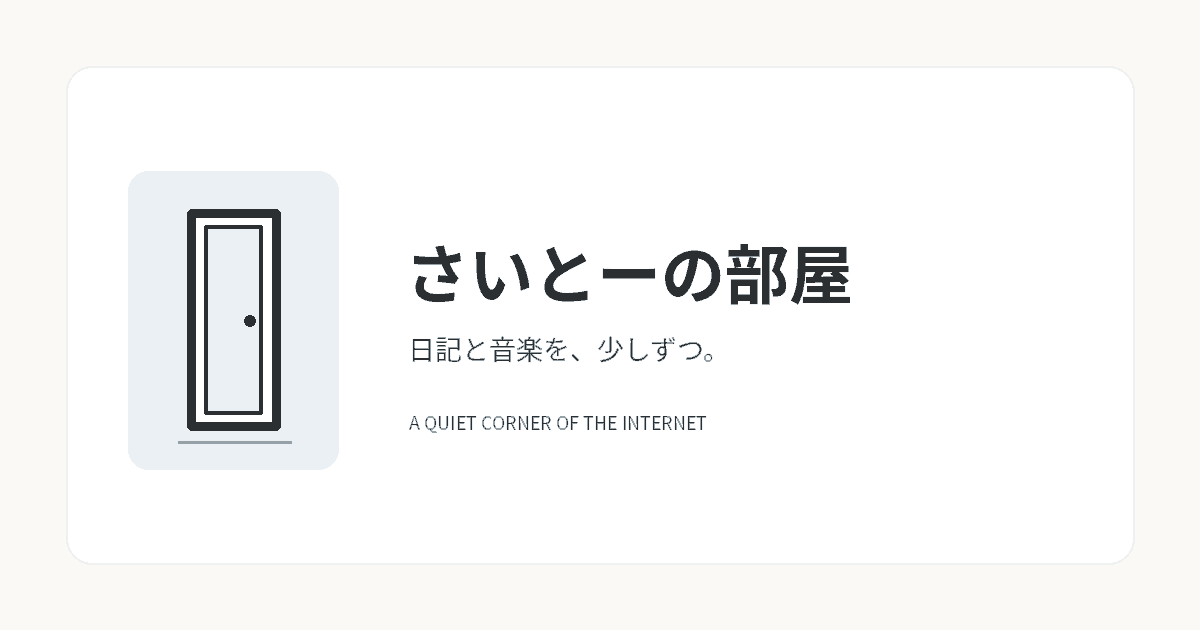 さいとーの部屋
日記と音楽を、少しずつ。
A QUIET CORNER OF THE INTERNET